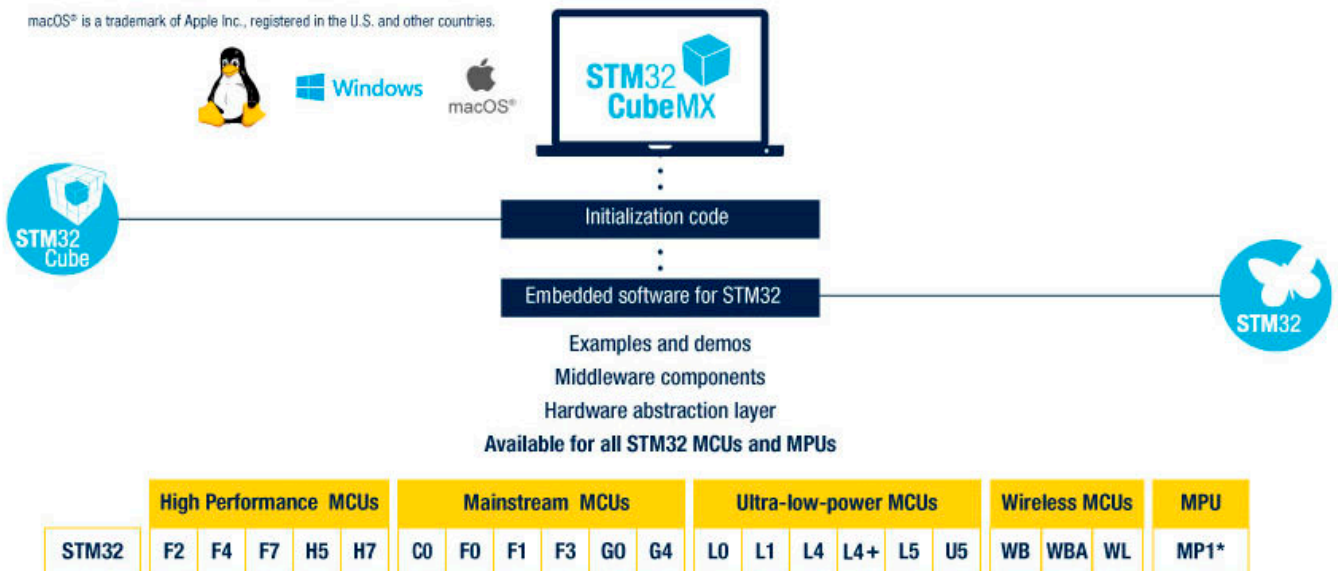 macOS® is a trademark of Apple Inc., registered in the U.S. and other countries.
Windows
macOS®
STM32
CubeMX
Initialization code
STM32
Cube
Embedded software for STM32
STM32
Examples and demos
Middleware components
Hardware abstraction layer
Available for all STM32 MCUs and MPUs
High Performance MCUs Mainstream MCUs Ultra-low-power MCUs Wireless MCUs MPU
STM32 F2 F4 F7 H5 H7 C0 F0 F1 F3 G0 G4 L0 L1 L4 L4+ L5 U5 WB WBA WL MP1*